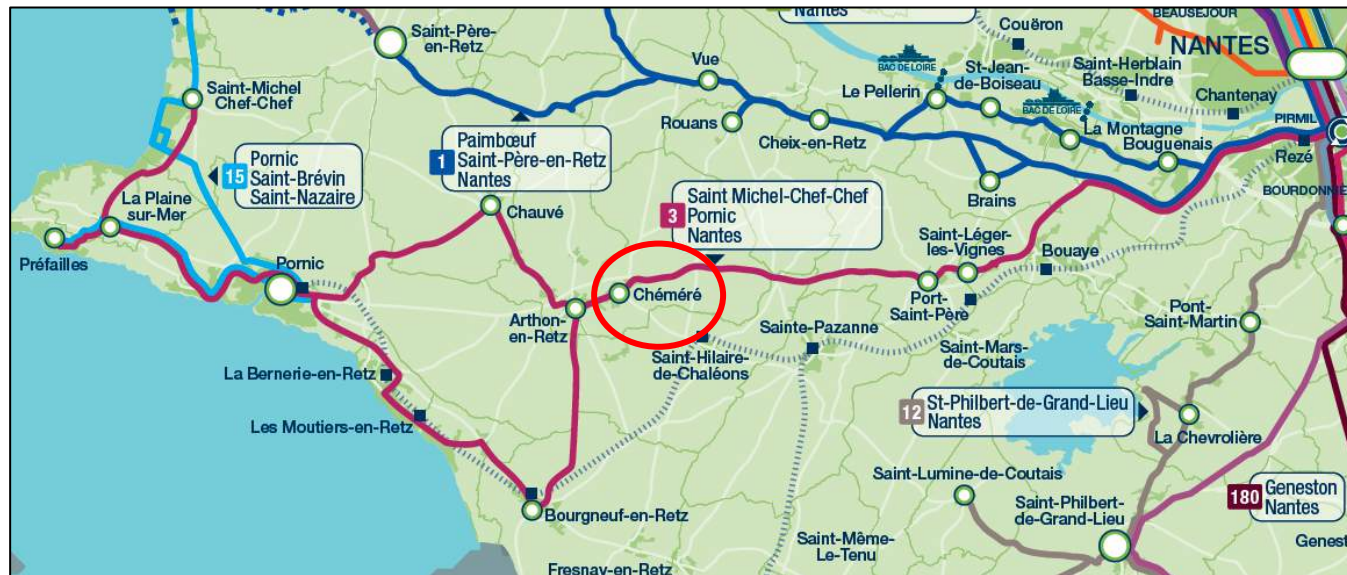 Nantes
Couëron
BEAUSEJOUR
NANTES
Saint-Père-
en-Retz
Vue
BAC DE LOIRE
St-Jean-
de-Boiseau
Saint-Herblain
Basse-Indre
Saint-Michel
Chef-Chef
Le Pellerin
Chantenay
BAC DE LOIRE
Rouans
Cheix-en-Retz
La Montagne
Bouguenais
PIRMIL
Rezé
1
Paimbœuf
Saint-Père-en-Retz
Nantes
15
Pornic
Saint-Brévin
Saint-Nazaire
La Plaine
sur-Mer
Chauvé
3
Saint Michel-Chef-Chef
Pornic
Nantes
Brains
BOURDONNIE
Saint-Léger-
les-Vignes
Bouaye
Préfailles
Pornic
Chéméré
Port-
Saint-Père
Pont-
Saint-Martin
Arthon-
en-Retz
Sainte-Pazanne
Saint-Hilaire-
de-Chaléons
Saint-Mars-
de-Coutais
La Bernerie-en-Retz
Les Moutiers-en-Retz
12
St-Philbert-de-Grand-Lieu
Nantes
La Chevrolière
Saint-Lumine-de-Coutais
180
Geneston
Nantes
Bourgneuf-en-Retz
Saint-Philbert-
de-Grand-Lieu
Saint-Même-
Le-Tenu
Genest
Fresnay-en-Retz